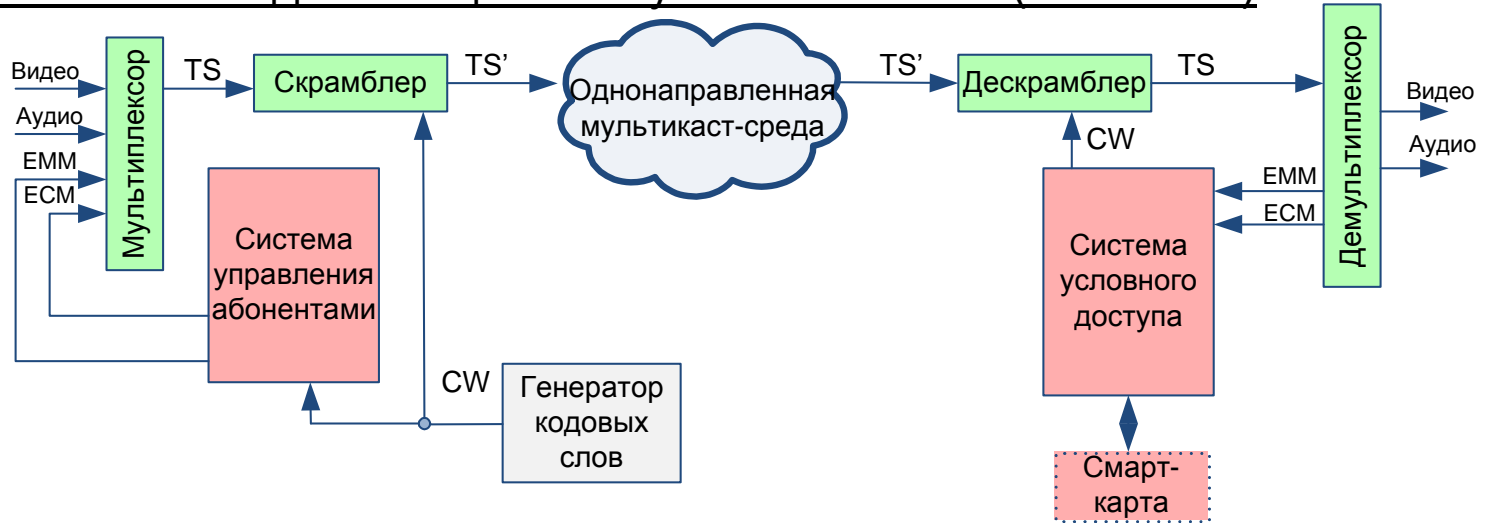 Видео
Аудио
EMM
ECM
Мультиплексор
TS
Скрамблер
TS'
Однонаправленная
мультикаст-среда
TS'
Дескрамблер
TS
Демультиплексор
Видео
Аудио
CW
EMM
ECM
Система
управления
абонентами
Система
условного
доступа
CW
Генератор
кодовых
слов
Смарт-
карта